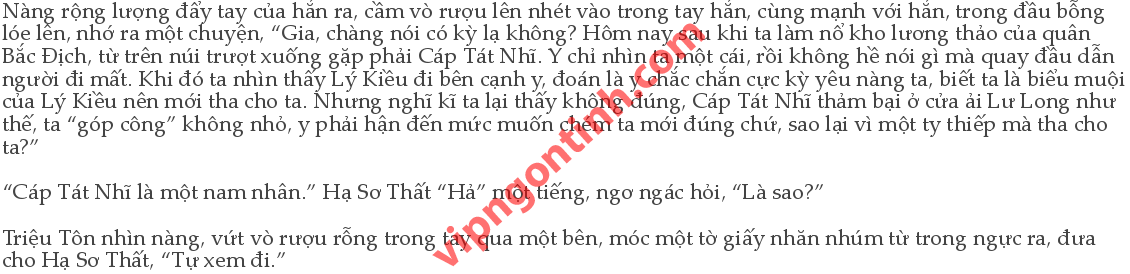 Nàng rộng lượng đẩy tay của hắn ra, cầm vò rượu lên nhét vào trong tay hắn, cùng mạnh với hắn, trong đầu bỗng
lóe lên, nhớ ra một chuyện, “Gia, chàng nói có kỳ lạ không? Hôm nay sau khi ta làm nổ kho lương thảo của quân
Bắc Địch, từ trên núi trượt xuống gặp phải Cáp Tát Nhĩ. Y chỉ nhìn ta một cái, rồi không hề nói gì mà quay đầu dẫn
người đi mất. Khi đó ta nhìn thấy Lý Kiều đi bên cạnh y, đoán là y chắc chắn cực kỳ yêu nàng ta, biết ta là biểu muội
của Lý Kiều nên mới tha cho ta. Nhưng nghĩ kĩ ta lại thấy không đúng, Cáp Tát Nhĩ thảm bại ở cửa ải Lư Long như
thế, ta “góp công” không nhỏ, y phải hận đến mức muốn chém ta mới đúng chứ, sao lại vì một ty thiếp mà tha cho
ta?”
“Cáp Tát Nhĩ là một nam nhân.” Hạ Sơ Thất “Hả” một tiếng, ngơ ngác hỏi, “Là sao?”
Triệu Tôn nhìn nàng, vứt vò rượu rỗng trong tay qua một bên, móc một tờ giấy nhăn nhúm từ trong ngực ra, đưa
cho Hạ Sơ Thất, “Tự xem đi.”
vipngontinh.com